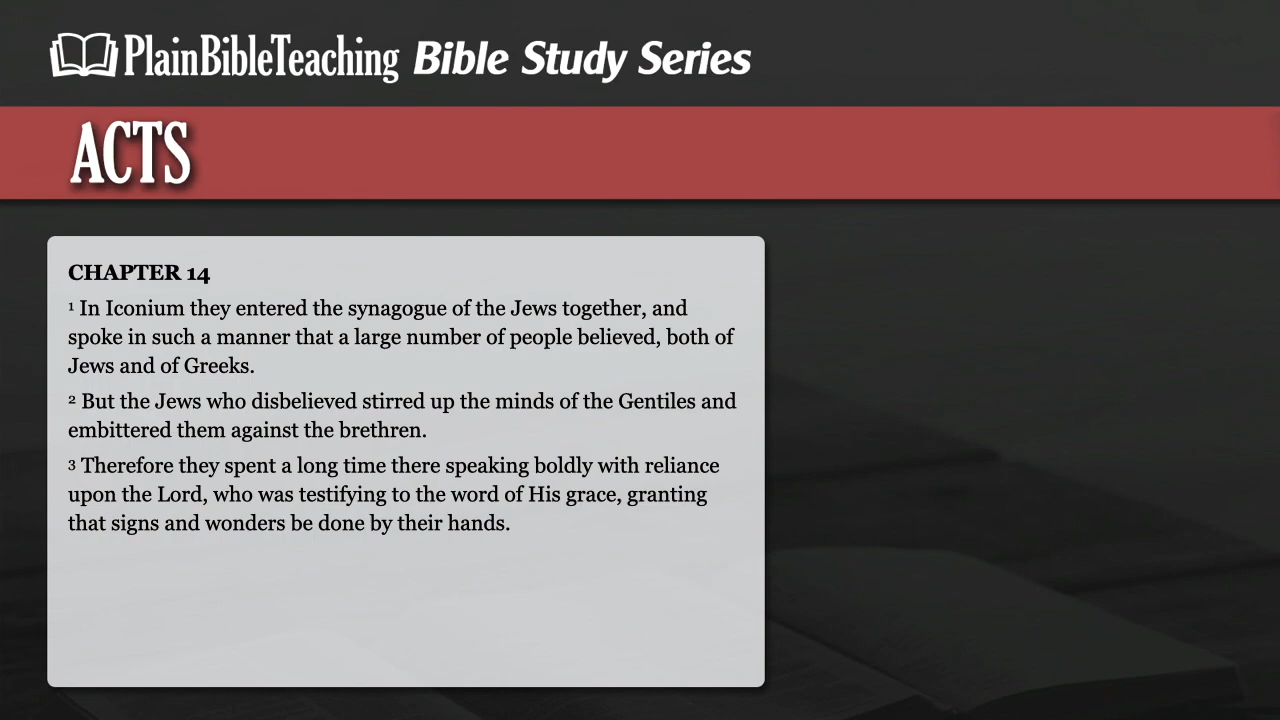 PlainBibleTeaching Bible Study Series
ACTS
CHAPTER 14
1 In Iconium they entered the synagogue of the Jews together, and
spoke in such a manner that a large number of people believed, both of
Jews and of Greeks.
2 But the Jews who disbelieved stirred up the minds of the Gentiles and
embittered them against the brethren.
3 Therefore they spent a long time there speaking boldly with reliance
upon the Lord, who was testifying to the word of His grace, granting
that signs and wonders be done by their hands.